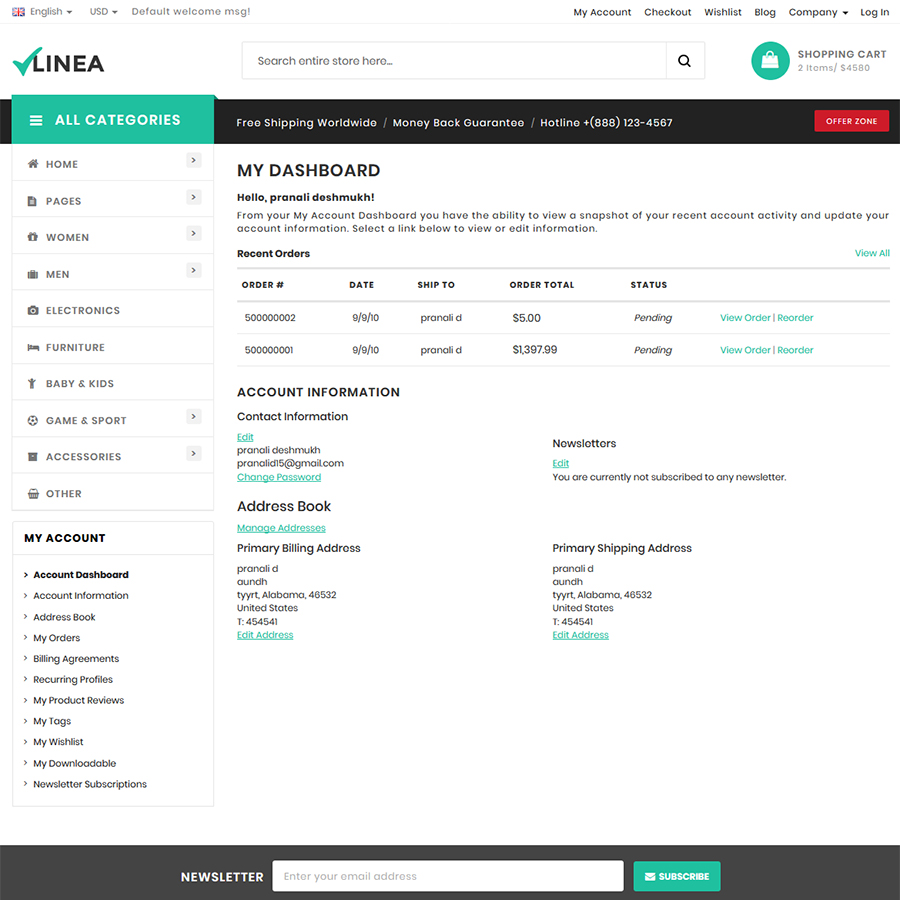 English USD Default welcome msg! My Account Checkout Wishlist Blog Company Log In
LINEA
Search entire store here...
SHOPPING CART
2 Items/ $4580
ALL CATEGORIES
Free Shipping Worldwide / Money Back Guarantee / Hotline +(888) 123-4567
OFFER ZONE
HOME
PAGES
WOMEN
MEN
ELECTRONICS
FURNITURE
BABY & KIDS
GAME & SPORT
ACCESSORIES
OTHER
MY ACCOUNT
Account Dashboard
Account Information
Address Book
My Orders
Billing Agreements
Recurring Profiles
My Product Reviews
My Tags
My Wishlist
My Downloadable
Newsletter Subscriptions
MY DASHBOARD
Hello, pranali deshmukh!
From your My Account Dashboard you have the ability to view a snapshot of your recent account activity and update your
account information. Select a link below to view or edit information.
Recent Orders View All
ORDER # DATE SHIP TO ORDER TOTAL STATUS
500000002 9/9/10 pranali d $5.00 Pending View Order | Reorder
500000001 9/9/10 pranali d $1,397.99 Pending View Order | Reorder
ACCOUNT INFORMATION
Contact Information
Edit
pranali deshmukh
pranalid15@gmail.com
Change Password
Newsletters
Edit
You are currently not subscribed to any newsletter.
Address Book
Manage Addresses
Primary Billing Address
pranali d
aundh
tyyrt, Alabama, 46532
United States
T: 454541
Edit Address
Primary Shipping Address
pranali d
aundh
tyyrt, Alabama, 46532
United States
T: 454541
Edit Address
NEWSLETTER Enter your email address SUBSCRIBE